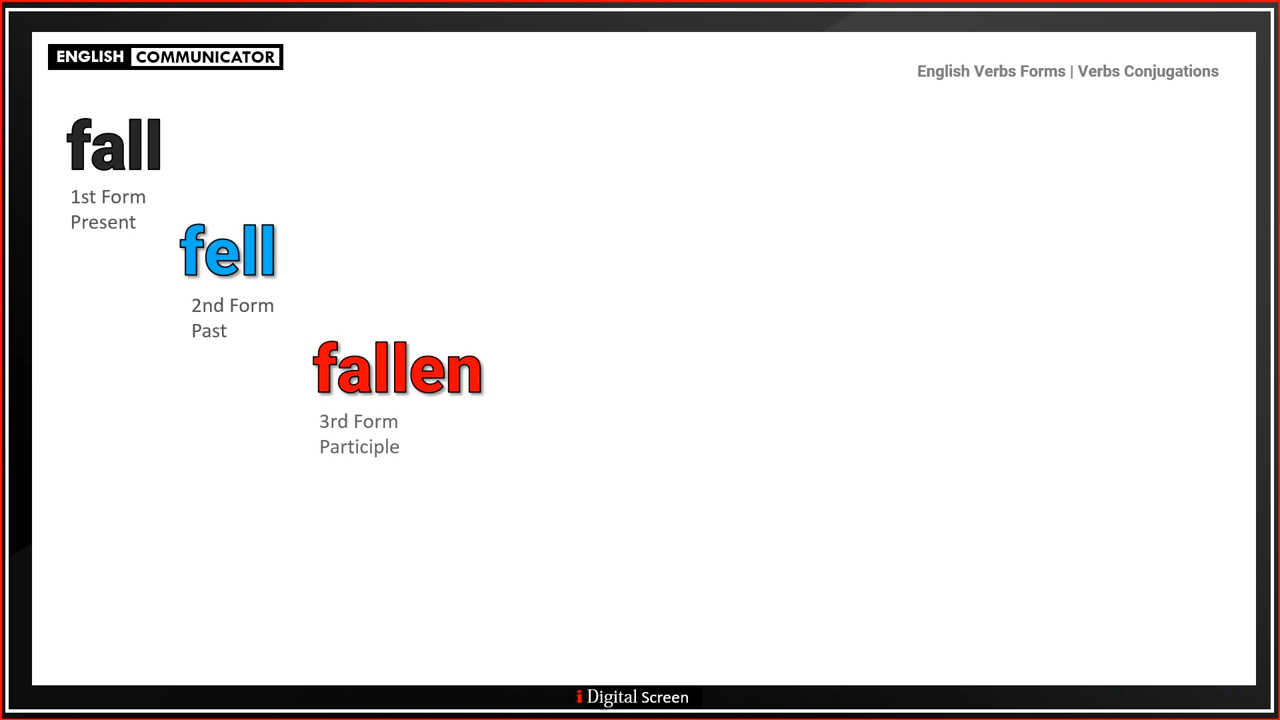 ENGLISH COMMUNICATOR
English Verbs Forms | Verbs Conjugations
fall
1st Form
Present
fell
2nd Form
Past
fallen
3rd Form
Participle
i Digital Screen